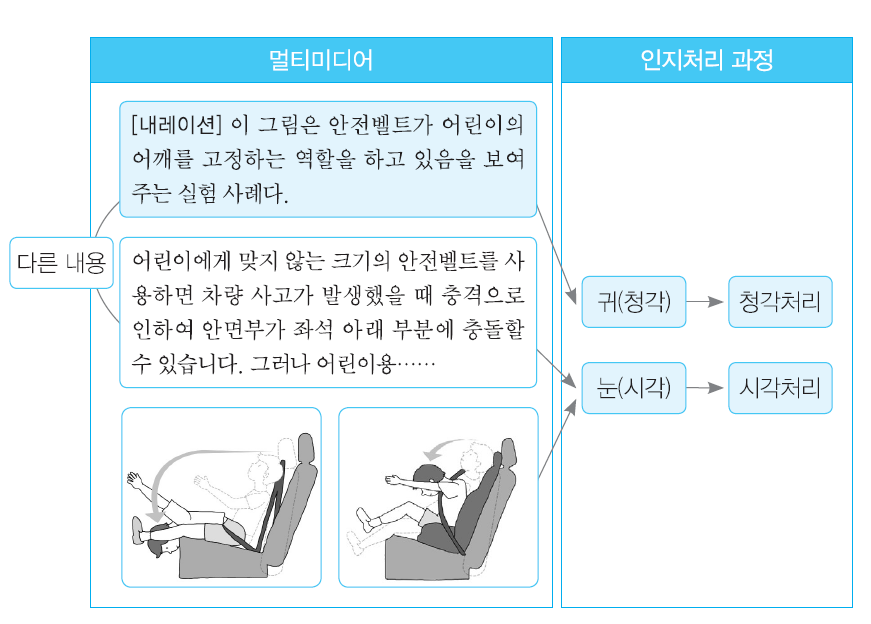 멀티미디어
인지처리 과정
[내레이션] 이 그림은 안전벨트가 어린이의
어깨를 고정하는 역할을 하고 있음을 보여
주는 실험 사례다.
다른 내용
어린이에게 맞지 않는 크기의 안전벨트를 사
용하면 차량 사고가 발생했을 때 충격으로
인하여 안면부가 좌석 아래 부분에 충돌할
수 있습니다. 그러나 어린이용……
귀(청각)
청각처리
눈(시각)
시각처리